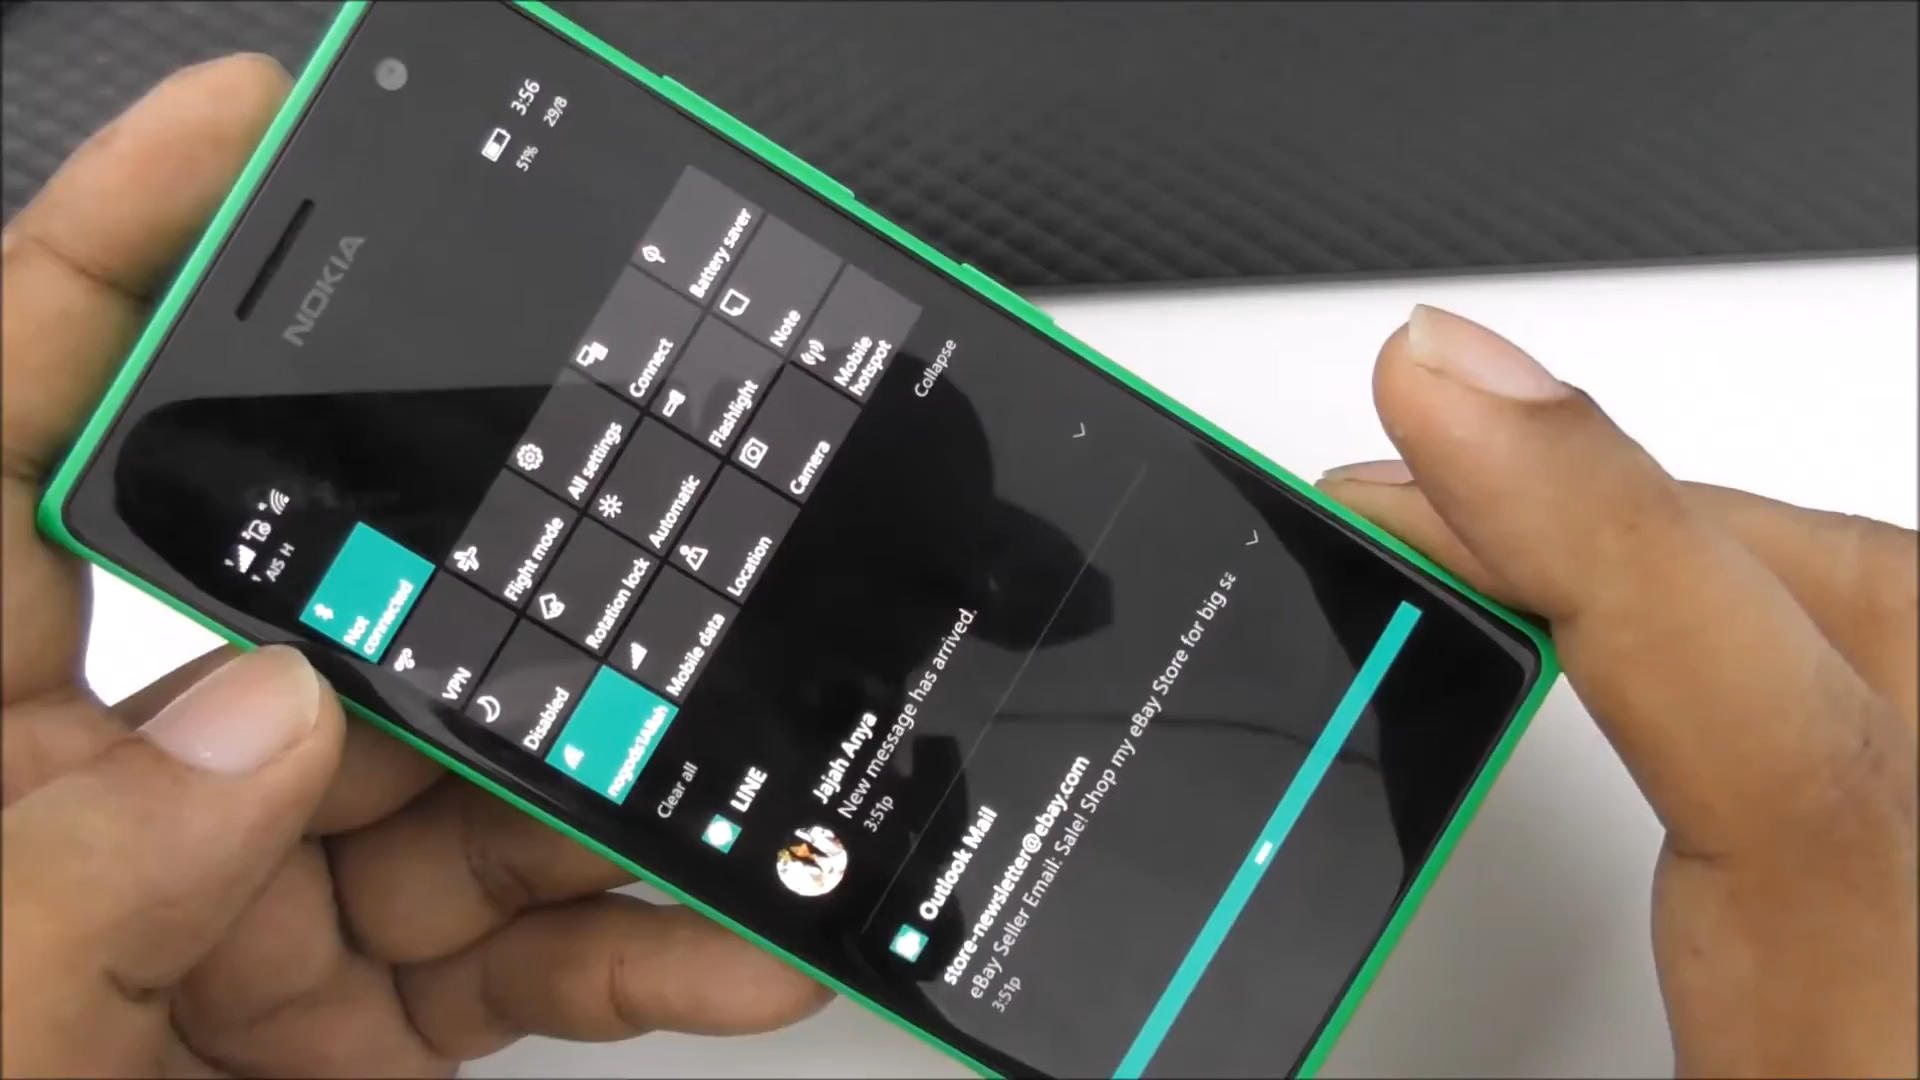 NOKIA
AIS H
3:56
51%
29/8
Not
connected
Flight mode
All settings
Connect
Battery saver
VPN
Rotation lock
Automatic
Flashlight
Note
Disabled
Mobile data
Location
Camera
Mobile
hotspot
Clear all
Collapse
LINE
Jajah Anya
New message has arrived.
3:51p
Outlook Mail
store-newsletter@ebay.com
eBay Seller Email: Sale! Shop my eBay Store for big sa
3:51p